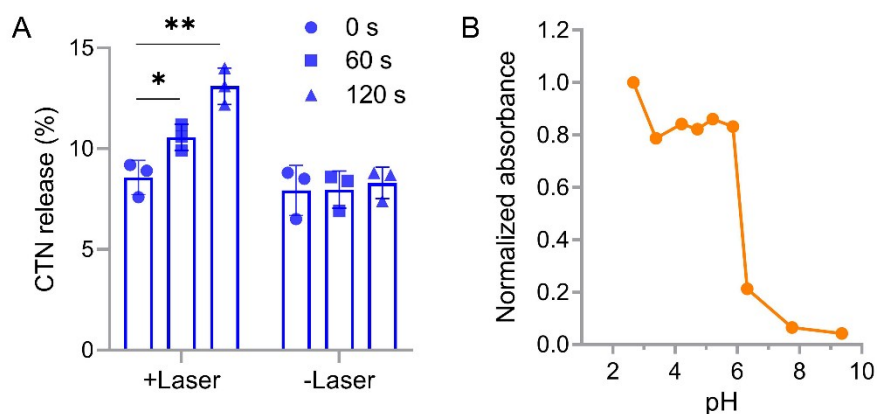 A
CTN release (%)
15
10
5
0
*
**
0 s
60 s
120 s
+Laser
-Laser
B
Normalized absorbance
1.2
1.0
0.8
0.6
0.4
0.2
0.0
2 4 6 8 10
pH